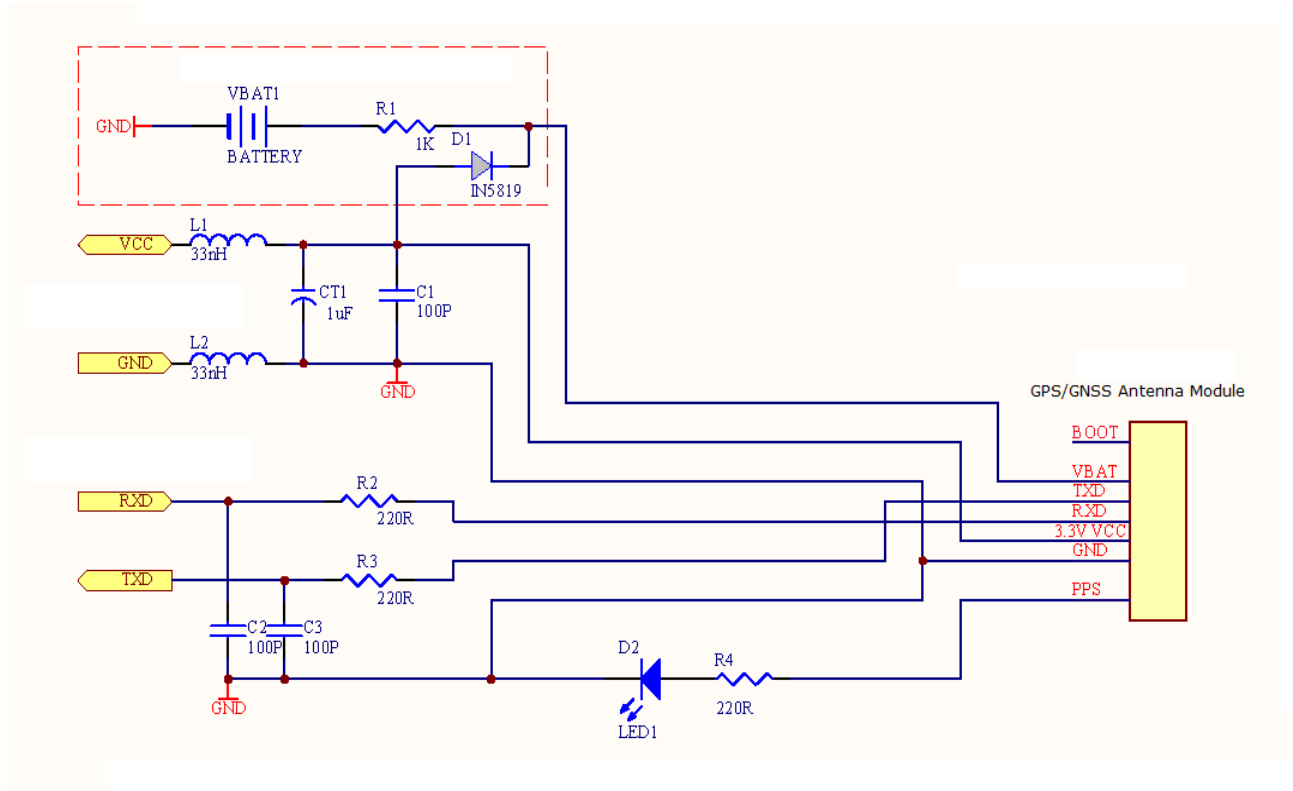 VBAT1
GND
BATTERY
R1
1K
D1
IN5819
VCC
L1
33nH
CT1
1uF
C1
100P
GND
L2
33nH
GND
GPS/GNSS Antenna Module
BOOT
VBAT
TXD
RXD
3.3V VCC
GND
PPS
RXD
R2
220R
TXD
R3
220R
C2
100P
C3
100P
GND
D2
LED1
R4
220R